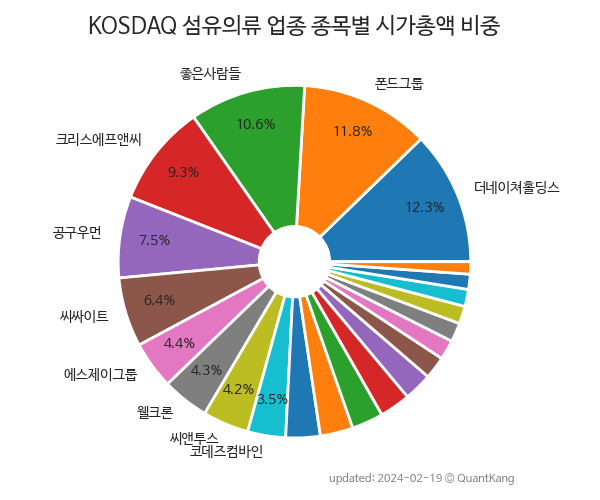 KOSDAQ 섬유의류 업종 종목별 시가총액 비중
좋은사람들
폰드그룹
10.6%
11.8%
크리스에프앤씨
9.3%
더네이쳐홀딩스
12.3%
공구우먼
7.5%
씨싸이트
6.4%
4.4%
에스제이그룹
4.3%
4.2%
3.5%
웰크론
씨앤투스
코데즈컴바인
updated: 2024-02-19 © QuantKang